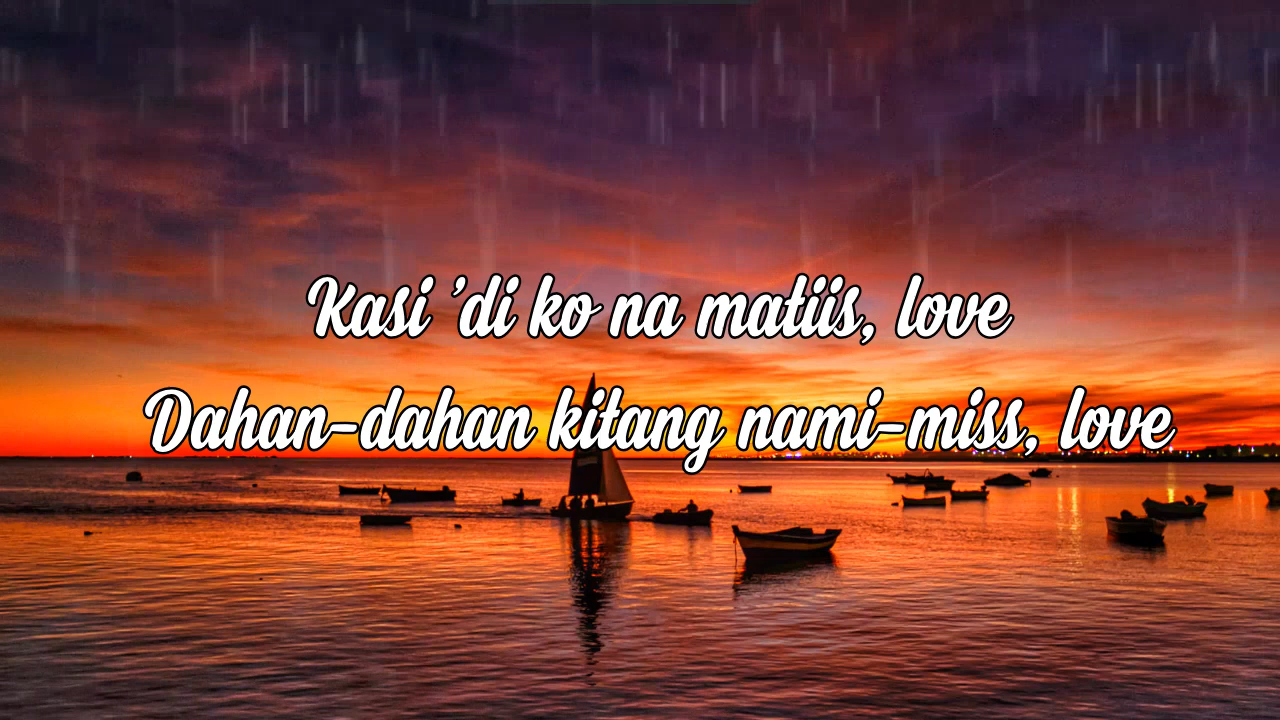 Kasi 'di ko na matiis, love
Dahan-dahan kitang nami-miss, love